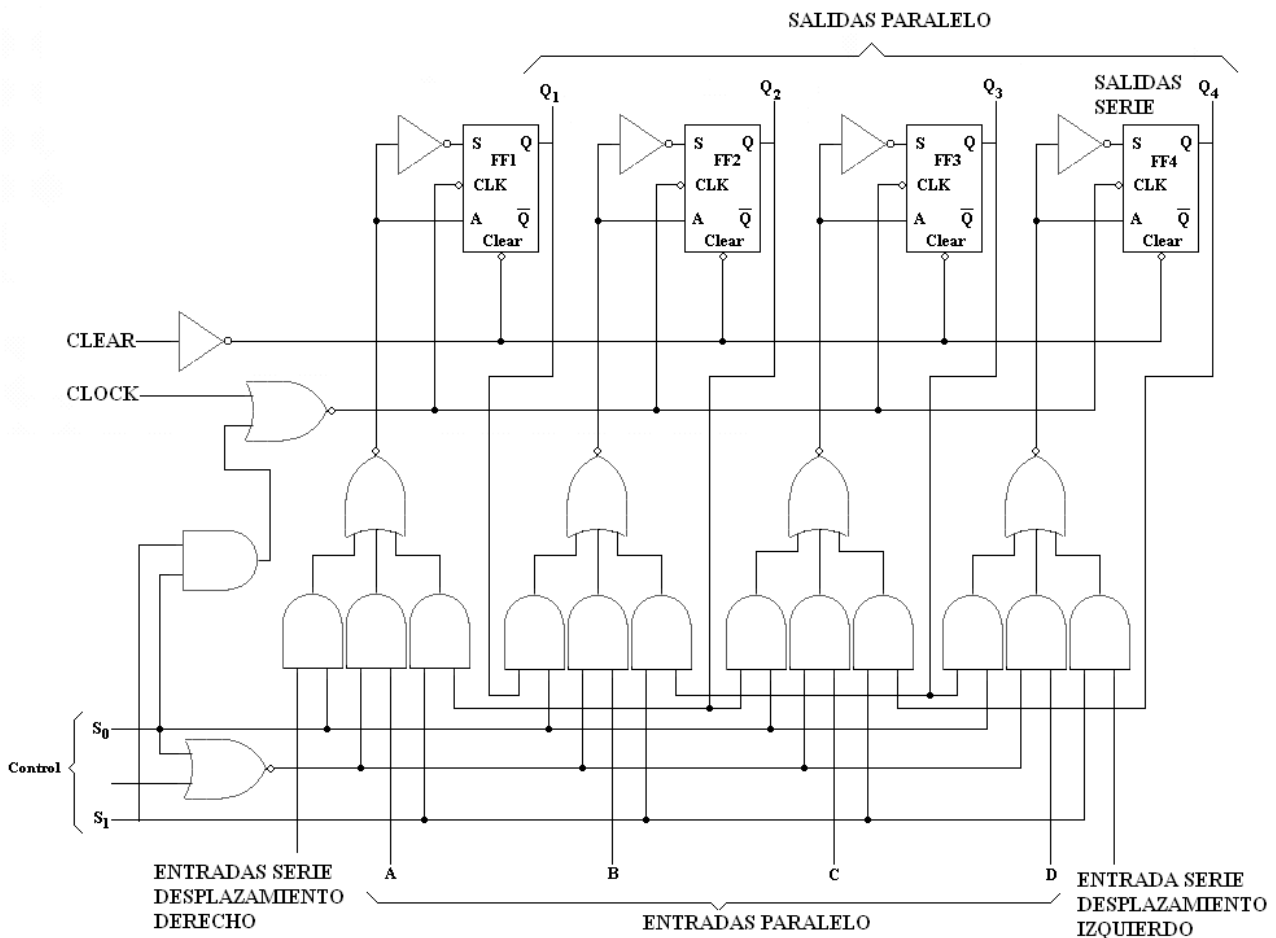 SALIDAS PARALELO
Q1
Q2
Q3
SALIDAS
SERIE
Q4
S Q
FF1
CLK
A Q̅
Clear
S Q
FF2
CLK
A Q̅
Clear
S Q
FF3
CLK
A Q̅
Clear
S Q
FF4
CLK
A Q̅
Clear
CLEAR
CLOCK
S0
Control
S1
ENTRADAS SERIE
DESPLAZAMIENTO
DERECHO
A
B
C
D
ENTRADA SERIE
DESPLAZAMIENTO
IZQUIERDO
ENTRADAS PARALELO